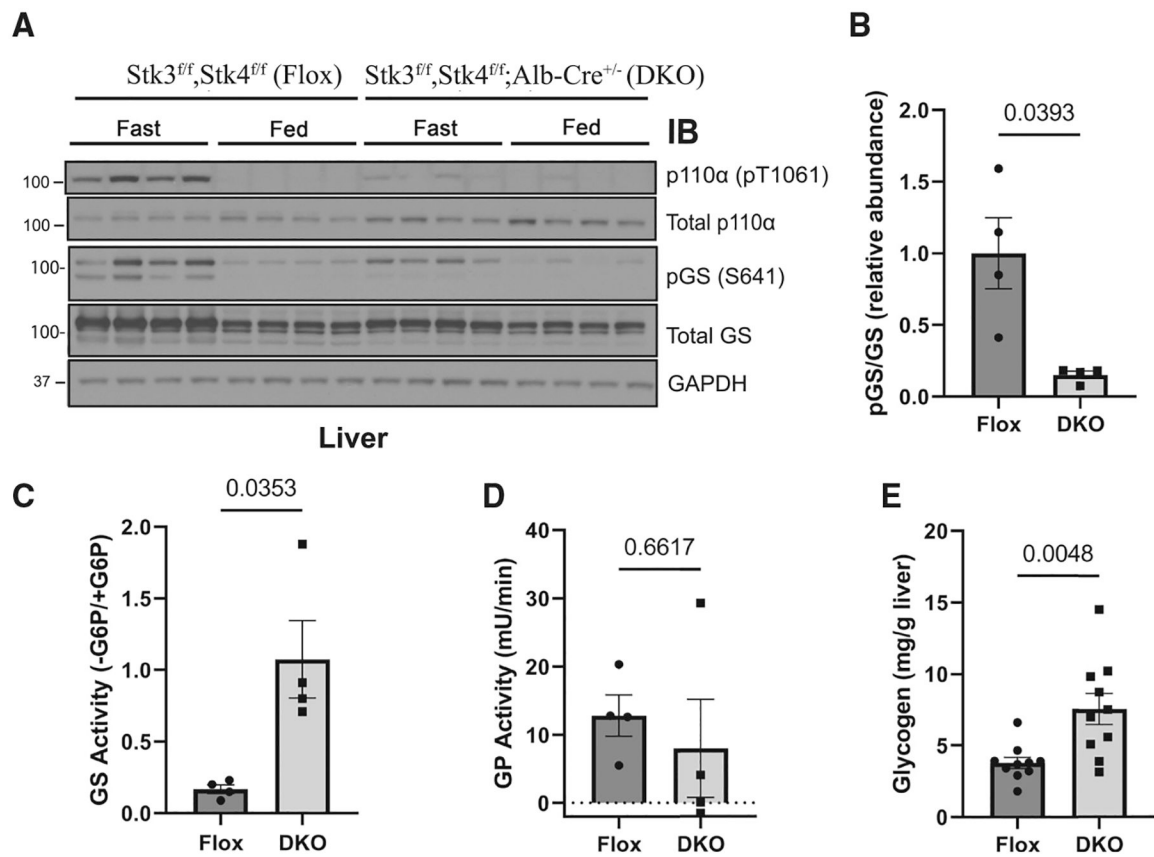 A
Stk3f/f,Stk4f/f (Flox) Stk3f/f,Stk4f/f;Alb-Cre+/- (DKO)
Fast Fed Fast Fed IB
100 p110α (pT1061)
100 Total p110α
100- pGS (S641)
100- Total GS
37 GAPDH
Liver
B
0.0393
pGS/GS (relative abundance)
2.0
1.5
1.0
0.5
0.0
Flox DKO
C
0.0353
GS Activity (-G6P/+G6P)
2.0
1.5
1.0
0.5
0.0
Flox DKO
D
0.6617
GP Activity (mU/min)
40
30
20
10
0
Flox DKO
E
0.0048
Glycogen (mg/g liver)
20
15
10
5
0
Flox DKO